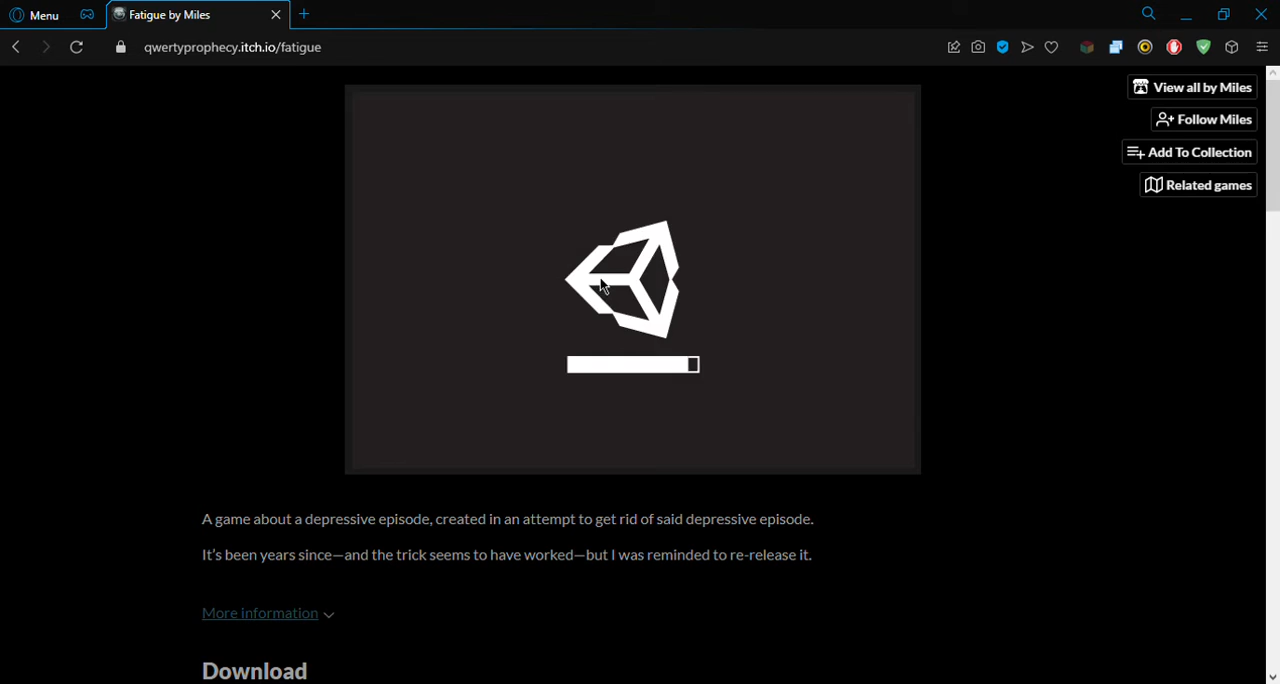 Menu
Fatigue by Miles
qwertyprophecy.itch.io/fatigue
View all by Miles
Follow Miles
Add To Collection
Related games
A game about a depressive episode, created in an attempt to get rid of said depressive episode.
It's been years since—and the trick seems to have worked—but I was reminded to re-release it.
More information
Download